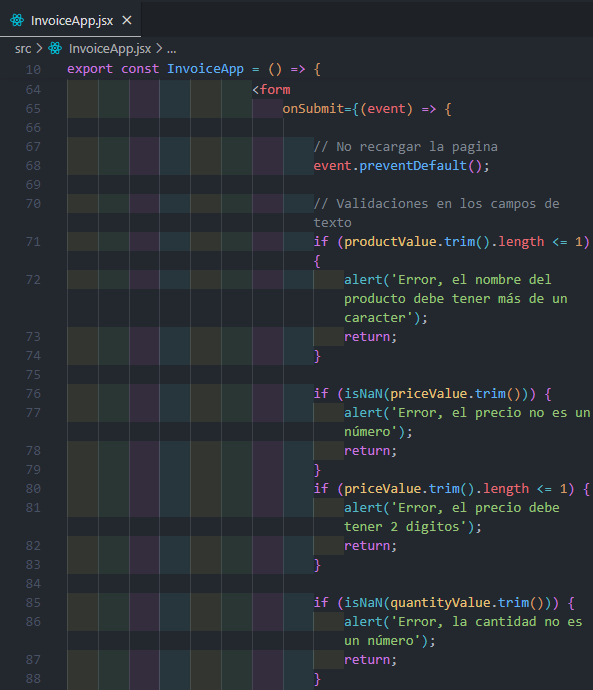 InvoiceApp.jsx ×
src > InvoiceApp.jsx > ...
10 export const InvoiceApp = () => {
64 <form
65 onSubmit={(event) => {
66
67 // No recargar la pagina
68 event.preventDefault();
69
70 // Validaciones en los campos de
texto
71 if (productValue.trim().length <= 1)
{
72 alert('Error, el nombre del
producto debe tener más de un
caracter');
73 return;
74 }
75
76 if (isNaN(priceValue.trim())) {
77 alert('Error, el precio no es un
número');
78 return;
79 }
80 if (priceValue.trim().length <= 1) {
81 alert('Error, el precio debe
tener 2 digitos');
82 return;
83 }
84
85 if (isNaN(quantityValue.trim())) {
86 alert('Error, la cantidad no es
un número');
87 return;
88 }